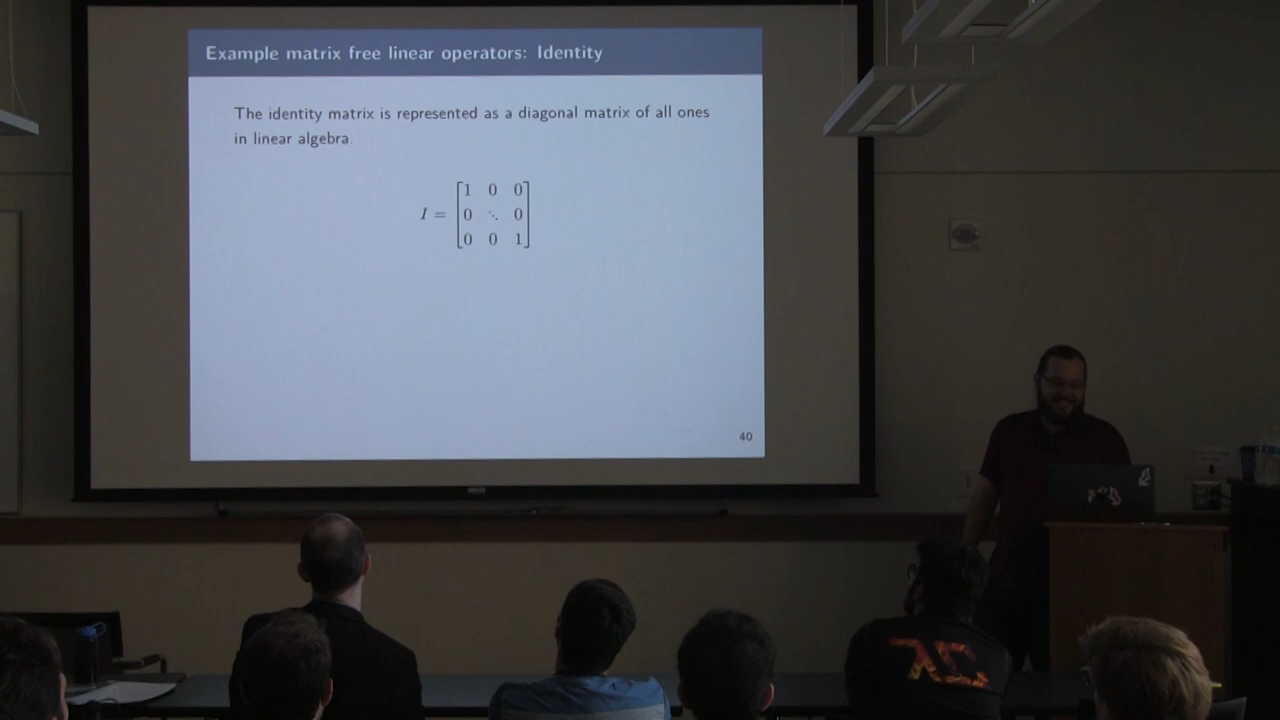 Example matrix free linear operators: Identity
The identity matrix is represented as a diagonal matrix of all ones
in linear algebra.
1 0 0
I = 0 ⋱ 0
0 0 1
40